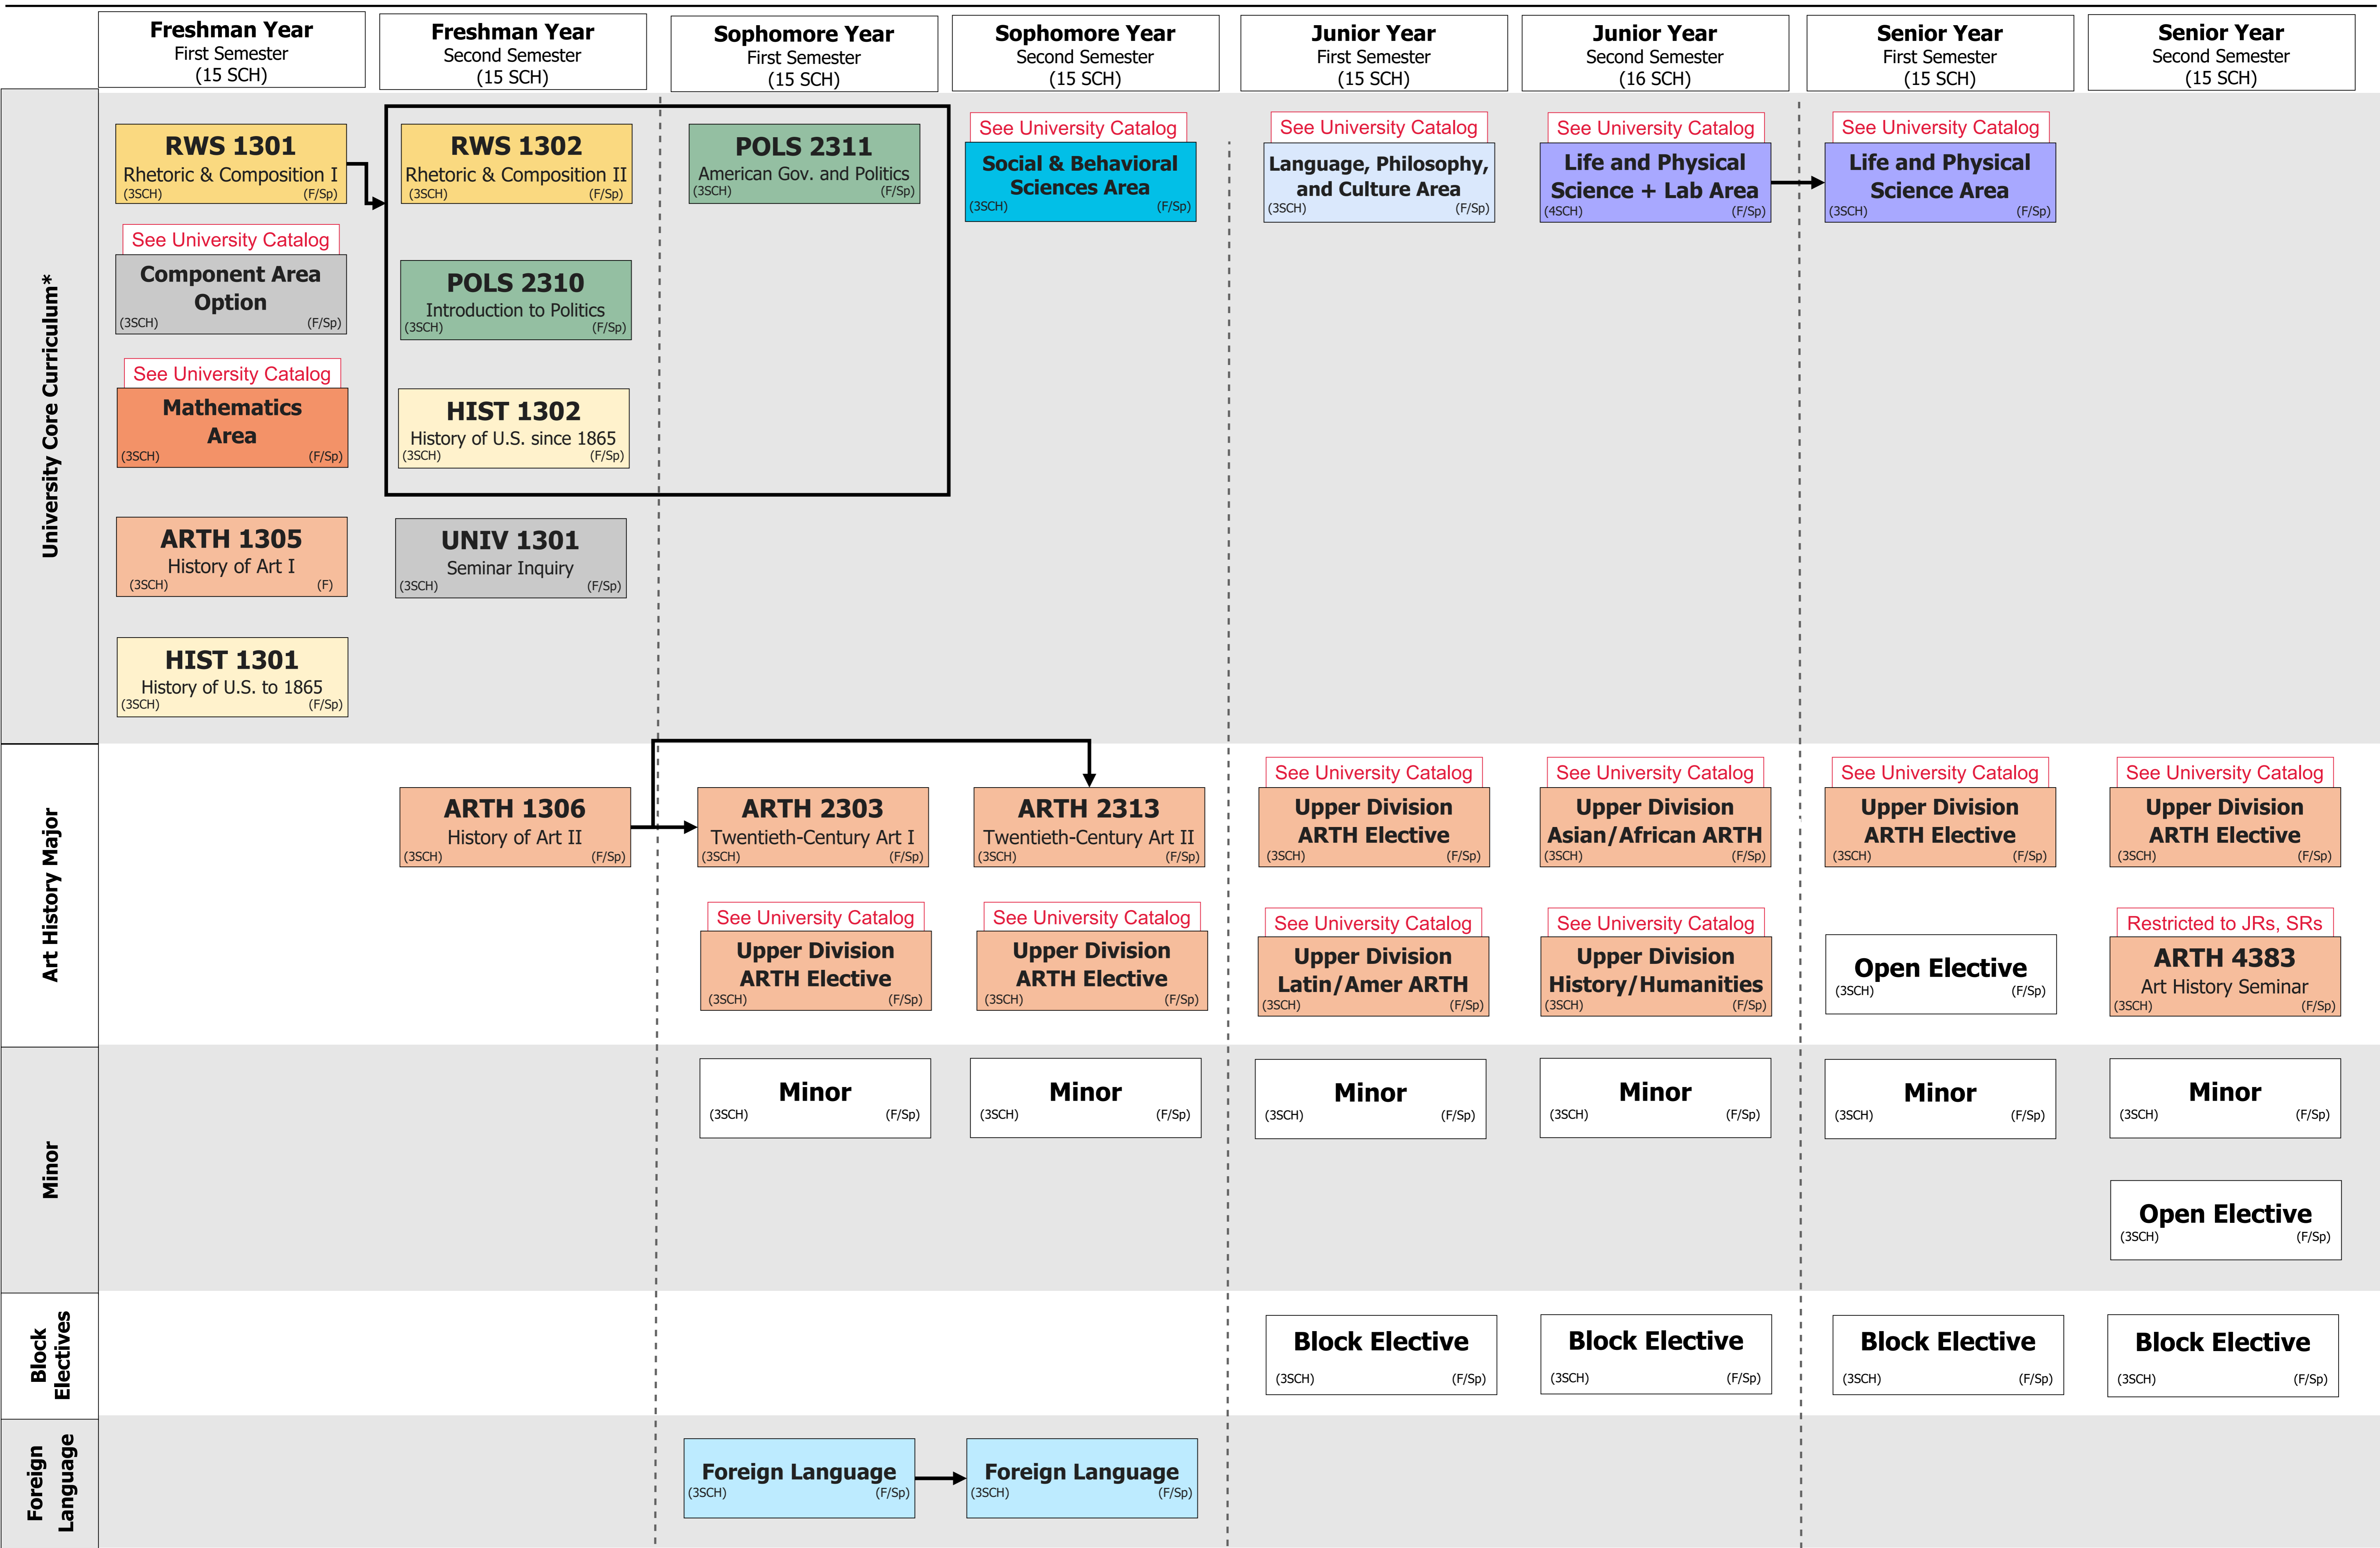 Freshman Year
First Semester
(15 SCH)
Freshman Year
Second Semester
(15 SCH)
Sophomore Year
First Semester
(15 SCH)
Sophomore Year
Second Semester
(15 SCH)
Junior Year
First Semester
(15 SCH)
Junior Year
Second Semester
(16 SCH)
Senior Year
First Semester
(15 SCH)
Senior Year
Second Semester
(15 SCH)
University Core Curriculum*
RWS 1301
Rhetoric & Composition I
(3SCH) (F/Sp)
See University Catalog
Component Area
Option
(3SCH) (F/Sp)
See University Catalog
Mathematics
Area
(3SCH) (F/Sp)
ARTH 1305
History of Art I
(3SCH) (F)
HIST 1301
History of U.S. to 1865
(3SCH) (F/Sp)
RWS 1302
Rhetoric & Composition II
(3SCH) (F/Sp)
POLS 2310
Introduction to Politics
(3SCH) (F/Sp)
HIST 1302
History of U.S. since 1865
(3SCH) (F/Sp)
UNIV 1301
Seminar Inquiry
(3SCH) (F/Sp)
POLS 2311
American Gov. and Politics
(3SCH) (F/Sp)
See University Catalog
Social & Behavioral
Sciences Area
(3SCH) (F/Sp)
See University Catalog
Language, Philosophy,
and Culture Area
(3SCH) (F/Sp)
See University Catalog
Life and Physical
Science + Lab Area
(4SCH) (F/Sp)
See University Catalog
Life and Physical
Science Area
(3SCH) (F/Sp)
Art History Major
ARTH 1306
History of Art II
(3SCH) (F/Sp)
ARTH 2303
Twentieth-Century Art I
(3SCH) (F/Sp)
See University Catalog
Upper Division
ARTH Elective
(3SCH) (F/Sp)
ARTH 2313
Twentieth-Century Art II
(3SCH) (F/Sp)
See University Catalog
Upper Division
ARTH Elective
(3SCH) (F/Sp)
See University Catalog
Upper Division
ARTH Elective
(3SCH) (F/Sp)
See University Catalog
Upper Division
Latin/Amer ARTH
(3SCH) (F/Sp)
See University Catalog
Upper Division
Asian/African ARTH
(3SCH) (F/Sp)
See University Catalog
Upper Division
History/Humanities
(3SCH) (F/Sp)
See University Catalog
Upper Division
ARTH Elective
(3SCH) (F/Sp)
Open Elective
(3SCH) (F/Sp)
See University Catalog
Upper Division
ARTH Elective
(3SCH) (F/Sp)
Restricted to JRs, SRs
ARTH 4383
Art History Seminar
(3SCH) (F/Sp)
Minor
Minor
(3SCH) (F/Sp)
Minor
(3SCH) (F/Sp)
Minor
(3SCH) (F/Sp)
Minor
(3SCH) (F/Sp)
Minor
(3SCH) (F/Sp)
Minor
(3SCH) (F/Sp)
Open Elective
(3SCH) (F/Sp)
Block
Electives
Block Elective
(3SCH) (F/Sp)
Block Elective
(3SCH) (F/Sp)
Block Elective
(3SCH) (F/Sp)
Block Elective
(3SCH) (F/Sp)
Foreign
Language
Foreign Language
(3SCH) (F/Sp)
Foreign Language
(3SCH) (F/Sp)